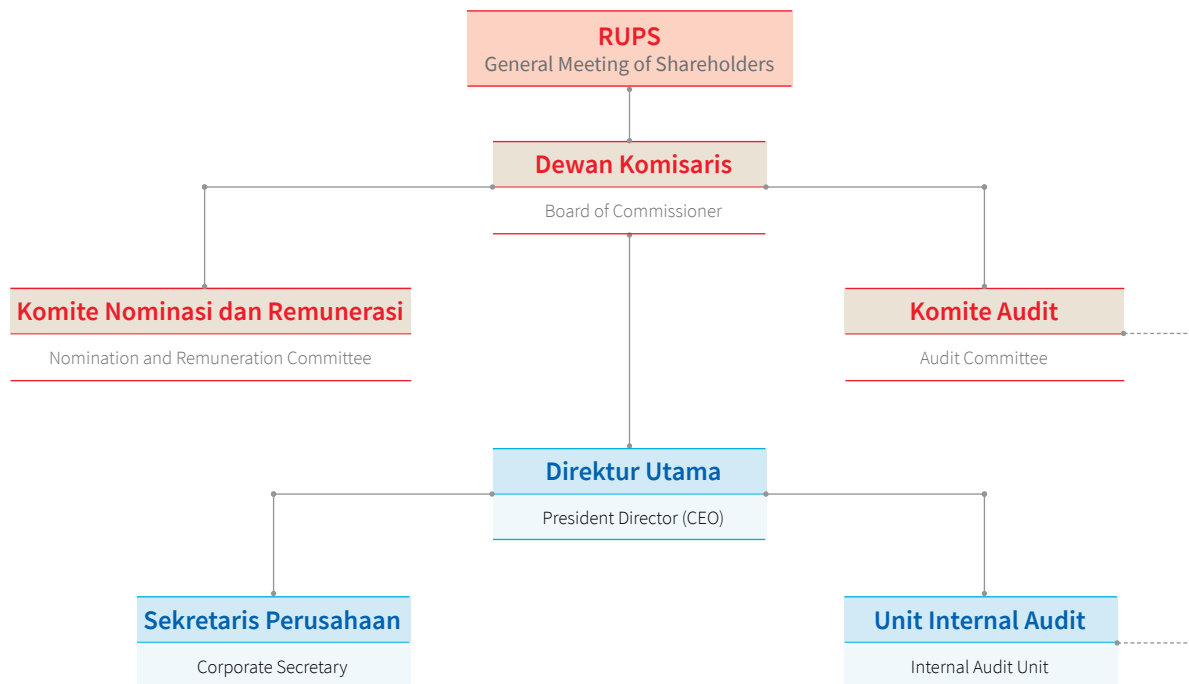 RUPS
General Meeting of Shareholders
Dewan Komisaris
Board of Commissioner
Komite Nominasi dan Remunerasi
Nomination and Remuneration Committee
Komite Audit
Audit Committee
Direktur Utama
President Director (CEO)
Sekretaris Perusahaan
Corporate Secretary
Unit Internal Audit
Internal Audit Unit